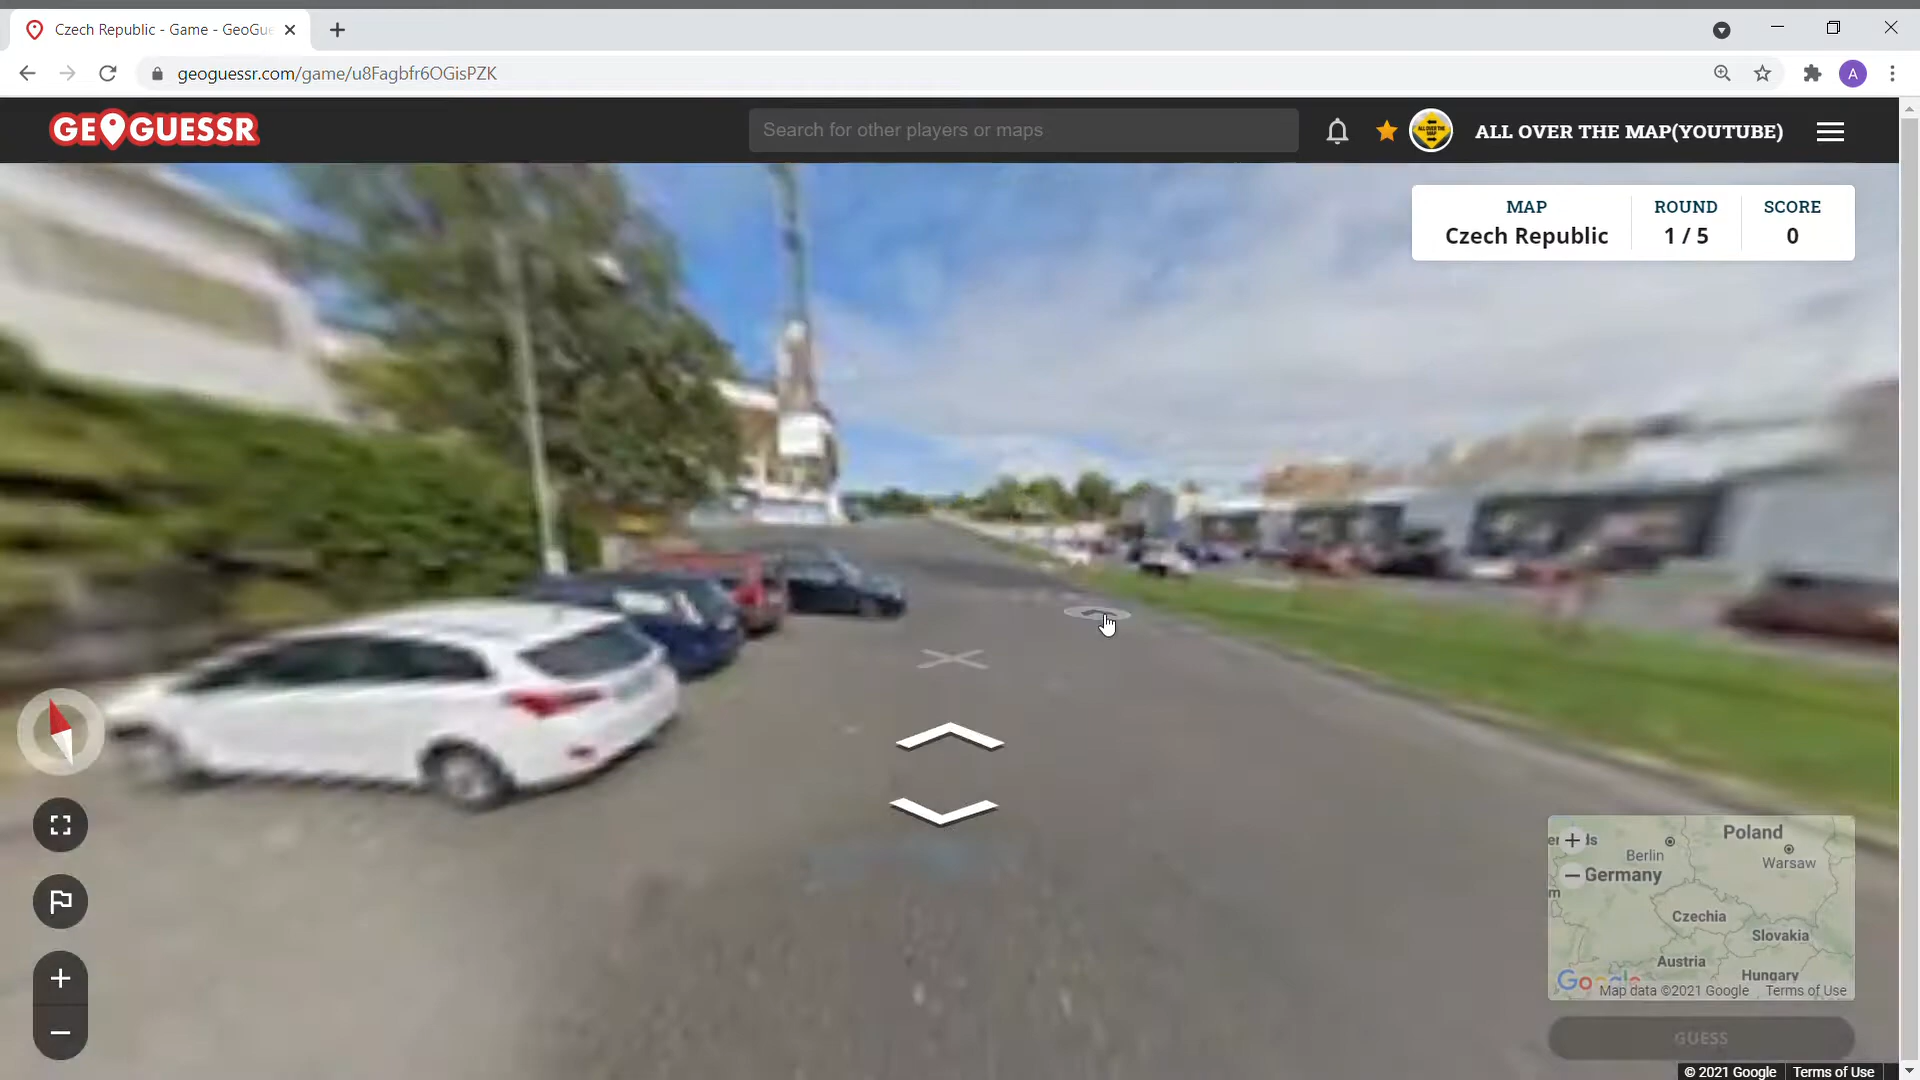 Czech Republic - Game - GeoGue
geoguessr.com/game/u8Fagbfr6OGisPZK
A
GEOGUESSR
Search for other players or maps
ALL OVER THE MAP(YOUTUBE)
MAP
ROUND
SCORE
Czech Republic
1 / 5
0
Poland
Berlin
Warsaw
Germany
Czechia
Slovakia
Austria
Hungary
Google
Map data ©2021 Google
Terms of Use
GUESS
© 2021 Google
Terms of Use